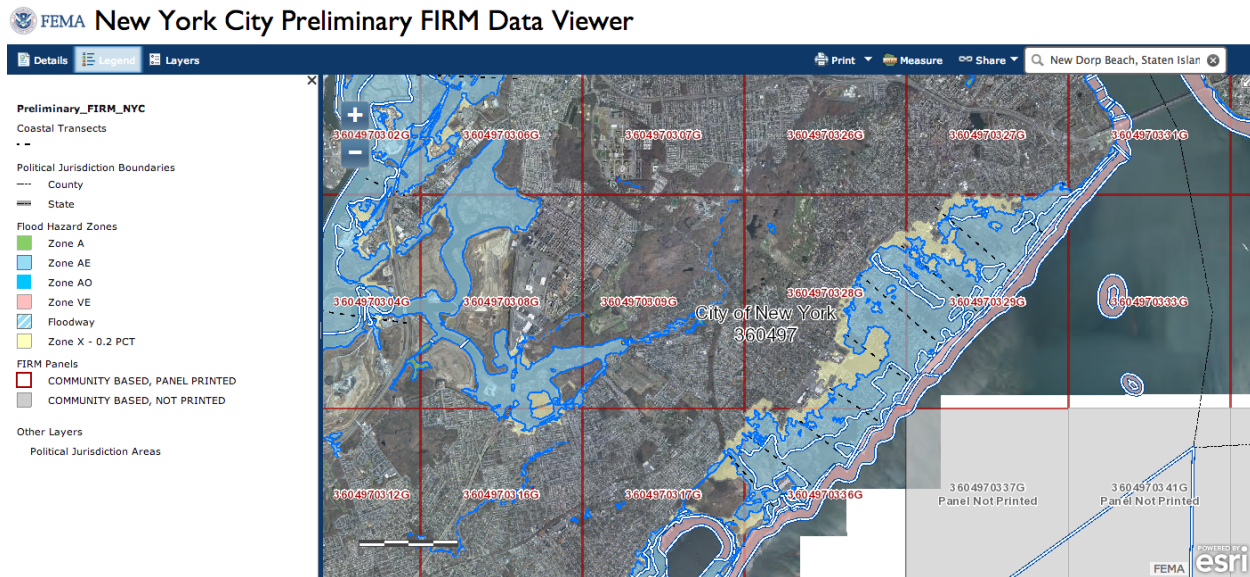 FEMA New York City Preliminary FIRM Data Viewer
Details Legend Layers Print Measure Share New Dorp Beach, Staten Islan
Preliminary_FIRM_NYC
Coastal Transects
Political Jurisdiction Boundaries
County
State
Flood Hazard Zones
Zone A
Zone AE
Zone AO
Zone VE
Floodway
Zone X - 0.2 PCT
FIRM Panels
COMMUNITY BASED, PANEL PRINTED
COMMUNITY BASED, NOT PRINTED
Other Layers
Political Jurisdiction Areas
3604970302G 3604970306G 3604970307G 3604970326G 3604970327G 3604970331G
3604970304G 3604970308G 3604970309G 3604970328G 3604970329G 3604970333G
City of New York
360497
3604970312G 3604970316G 3604970317G 3604970336G 3604970337G 3604970341G
Panel Not Printed Panel Not Printed
FEMA
POWERED BY
esri